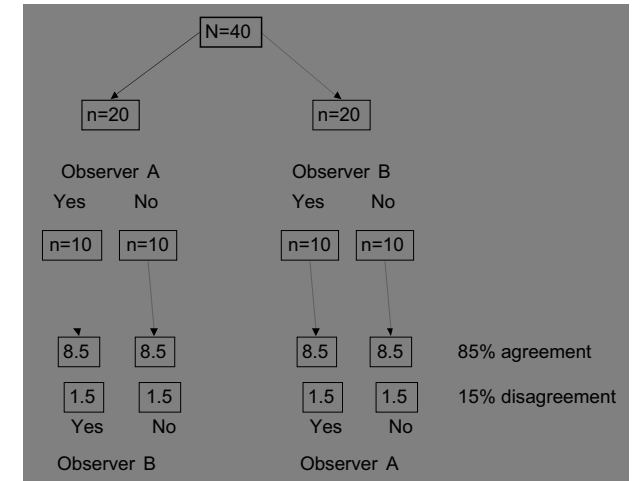 N=40
n=20 n=20
Observer A Observer B
Yes No Yes No
n=10 n=10 n=10 n=10
8.5 8.5 8.5 8.5 85% agreement
1.5 1.5 1.5 1.5 15% disagreement
Yes No Yes No
Observer B Observer A